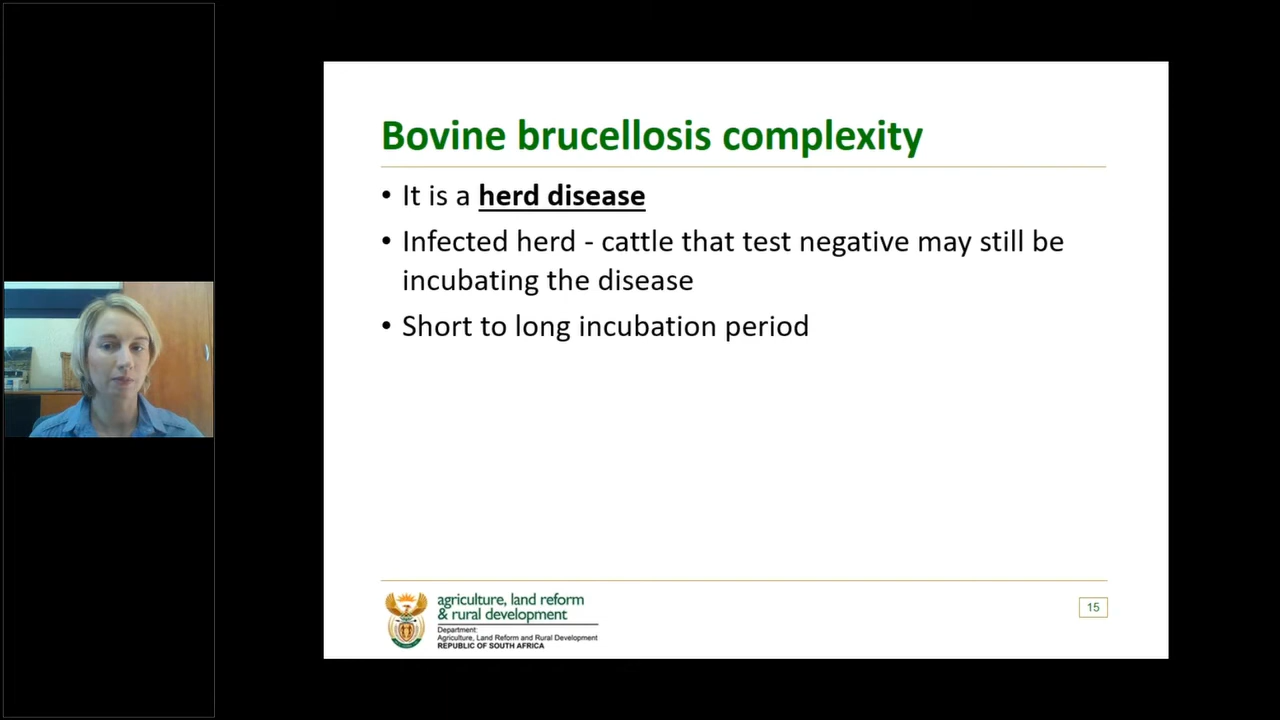 Bovine brucellosis complexity
• It is a herd disease
• Infected herd - cattle that test negative may still be
incubating the disease
• Short to long incubation period
agriculture, land reform
& rural development
Department:
Agriculture, Land Reform and Rural Development
REPUBLIC OF SOUTH AFRICA
15